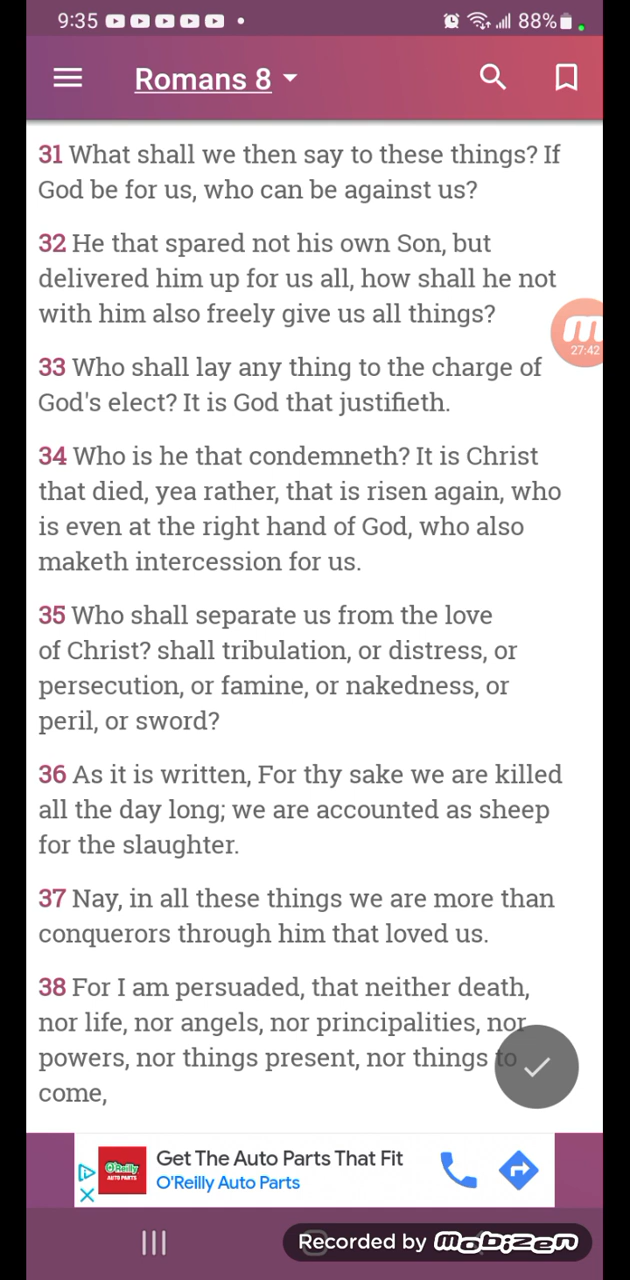 9:35
88%
Romans 8
31 What shall we then say to these things? If
God be for us, who can be against us?
32 He that spared not his own Son, but
delivered him up for us all, how shall he not
with him also freely give us all things?
27:42
33 Who shall lay any thing to the charge of
God's elect? It is God that justifieth.
34 Who is he that condemneth? It is Christ
that died, yea rather, that is risen again, who
is even at the right hand of God, who also
maketh intercession for us.
35 Who shall separate us from the love
of Christ? shall tribulation, or distress, or
persecution, or famine, or nakedness, or
peril, or sword?
36 As it is written, For thy sake we are killed
all the day long; we are accounted as sheep
for the slaughter.
37 Nay, in all these things we are more than
conquerors through him that loved us.
38 For I am persuaded, that neither death,
nor life, nor angels, nor principalities, nor
powers, nor things present, nor things to
come,
O'Reilly
AUTO PARTS
Get The Auto Parts That Fit
O'Reilly Auto Parts
Recorded by mobizen